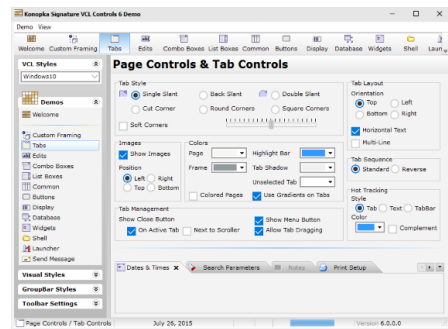 Konopka Signature VCL Controls 6 Demo
Demo View
Welcome Custom Framing Tabs Edits Combo Boxes List Boxes Common Buttons Display Database Widgets Shell
VCL Styles
Windows10
Demos
Welcome
Custom Framing
Tabs
Edits
Combo Boxes
List Boxes
Common
Buttons
Display
Database
Widgets
Shell
Launcher
Send Message
Visual Styles
GroupBar Styles
Toolbar Settings
Page Controls & Tab Controls
Tab Style
Single Slant Back Slant Double Slant
Cut Corner Round Corners Square Corners
Soft Corners
Tab Layout
Orientation
Top Left
Bottom Right
Horizontal Text
Multi-Line
Images
Show Images
Position
Left Right
Top Bottom
Colors
Page Highlight Bar
Frame Tab Shadow
Unselected Tab
Colored Pages Use Gradients on Tabs
Tab Sequence
Standard Reverse
Hot Tracking
Style
Tab Text TabBar
Color
Complement
Tab Management
Show Close Button
On Active Tab Next to Scroller
Show Menu Button
Allow Tab Dragging
Dates & Times Search Parameters Notes Print Setup
Page Controls / Tab Controls July 26, 2015 Version 6.0.0.0